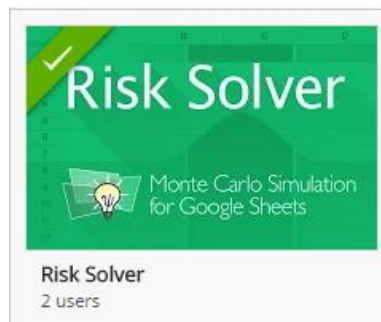 Risk Solver
Monte Carlo Simulation
for Google Sheets
Risk Solver
2 users